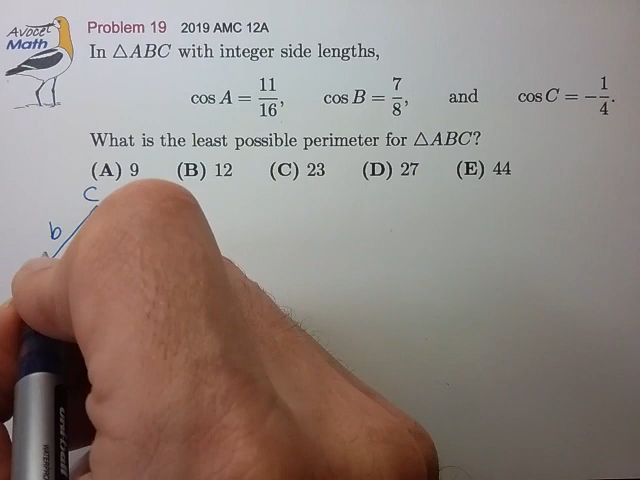 Avocet
Math
Problem 19 2019 AMC 12A
In △ABC with integer side lengths,
cos A = 11/16, cos B = 7/8, and cos C = −1/4.
What is the least possible perimeter for △ABC?
(A) 9 (B) 12 (C) 23 (D) 27 (E) 44
C
b